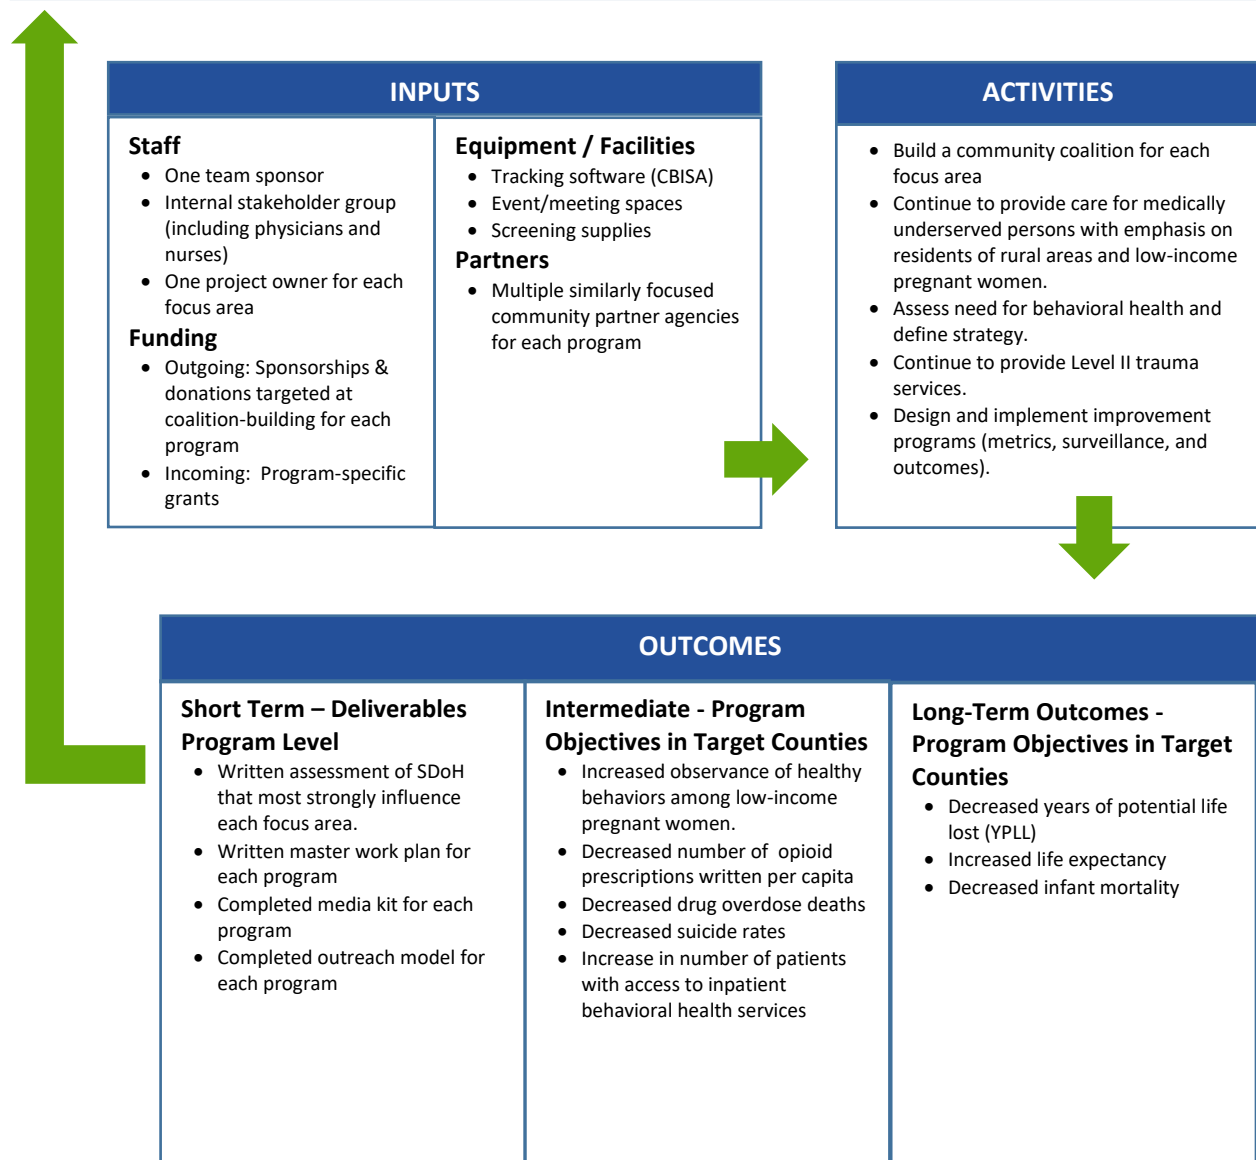 INPUTS
Staff
• One team sponsor
• Internal stakeholder group
(including physicians and
nurses)
• One project owner for each
focus area
Funding
• Outgoing: Sponsorships &
donations targeted at
coalition-building for each
program
• Incoming: Program-specific
grants
Equipment / Facilities
• Tracking software (CBISA)
• Event/meeting spaces
• Screening supplies
Partners
• Multiple similarly focused
community partner agencies
for each program
ACTIVITIES
• Build a community coalition for each
focus area
• Continue to provide care for medically
underserved persons with emphasis on
residents of rural areas and low-income
pregnant women.
• Assess need for behavioral health and
define strategy.
• Continue to provide Level II trauma
services.
• Design and implement improvement
programs (metrics, surveillance, and
outcomes).
OUTCOMES
Short Term – Deliverables
Program Level
• Written assessment of SDoH
that most strongly influence
each focus area.
• Written master work plan for
each program
• Completed media kit for each
program
• Completed outreach model for
each program
Intermediate - Program
Objectives in Target Counties
• Increased observance of healthy
behaviors among low-income
pregnant women.
• Decreased number of opioid
prescriptions written per capita
• Decreased drug overdose deaths
• Decreased suicide rates
• Increase in number of patients
with access to inpatient
behavioral health services
Long-Term Outcomes -
Program Objectives in Target
Counties
• Decreased years of potential life
lost (YPLL)
• Increased life expectancy
• Decreased infant mortality